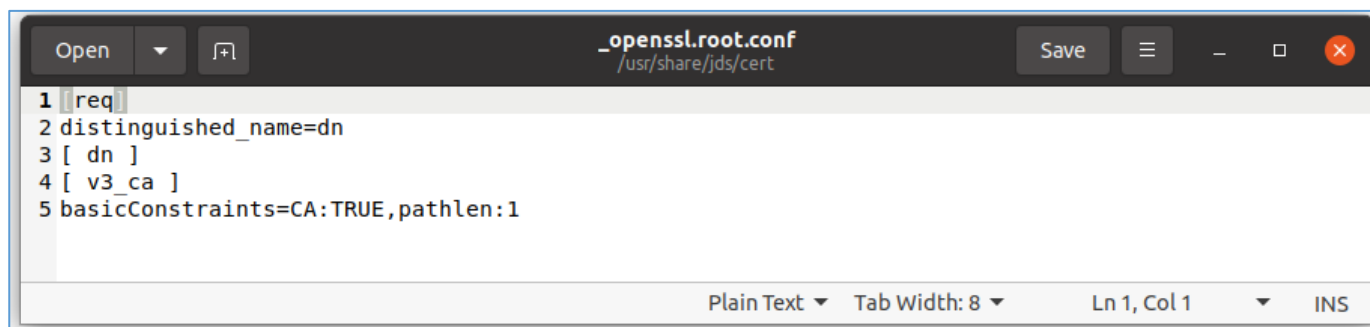 Open
_openssl.root.conf
/usr/share/jds/cert
Save
1 [req]
2 distinguished_name=dn
3 [ dn ]
4 [ v3_ca ]
5 basicConstraints=CA:TRUE,pathlen:1
Plain Text Tab Width: 8 Ln 1, Col 1 INS